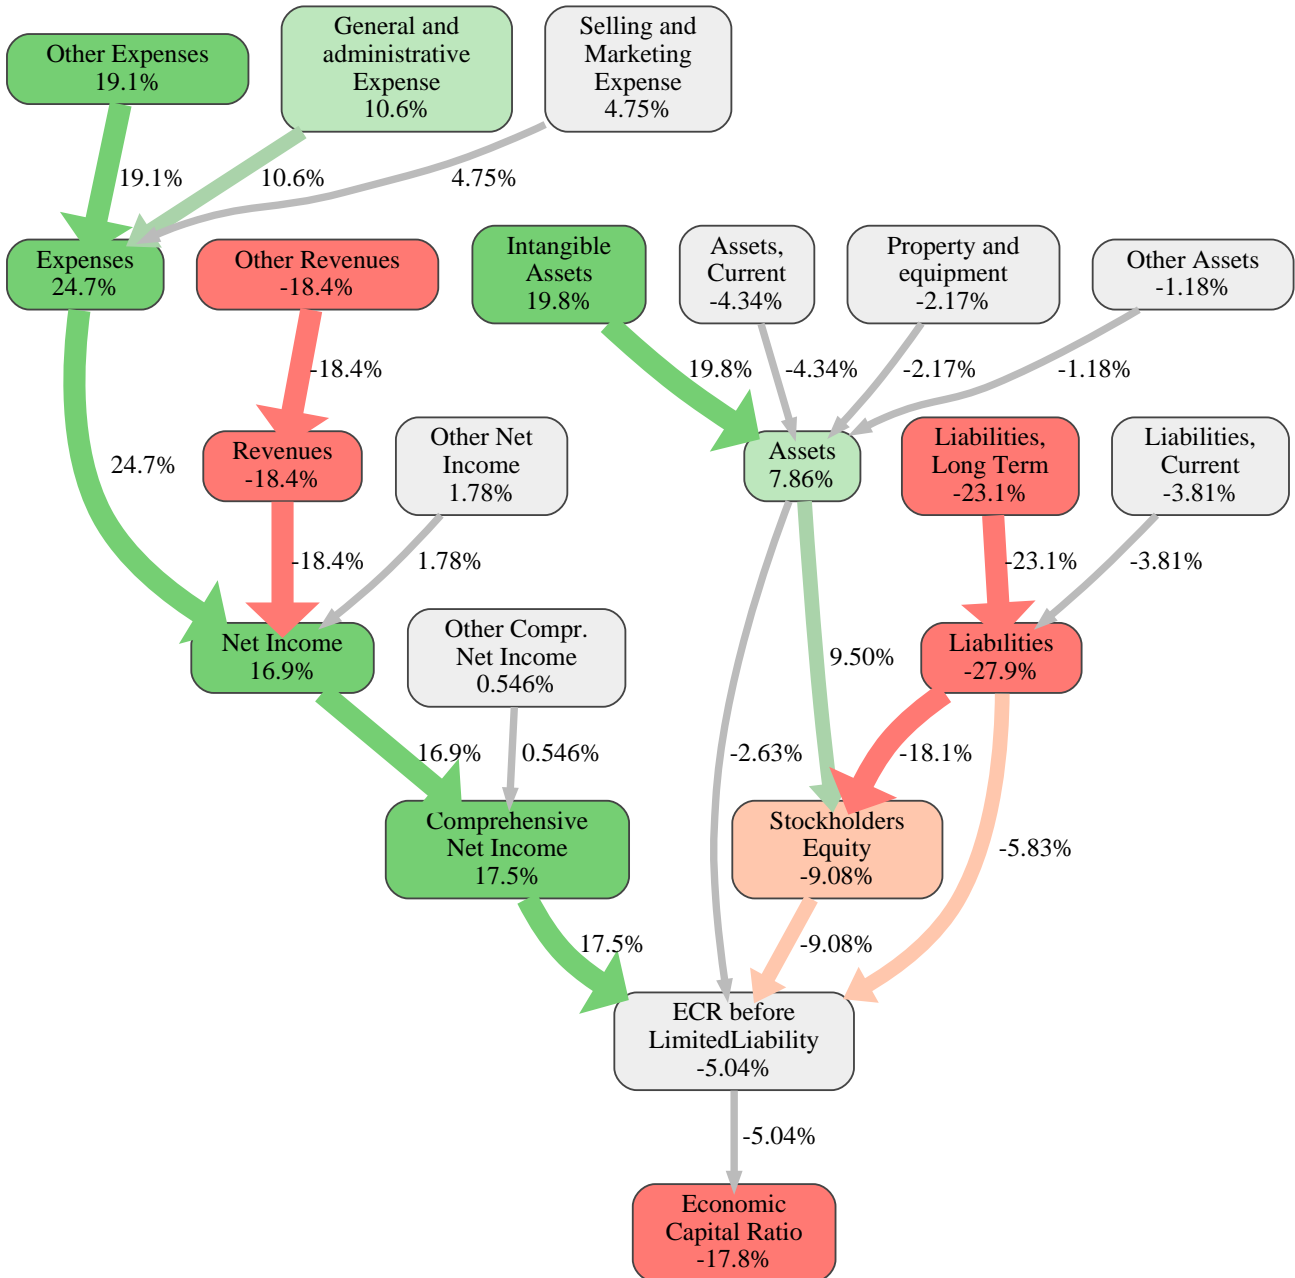 Other Expenses
19.1%
General and
administrative
Expense
10.6%
Selling and
Marketing
Expense
4.75%
19.1%
10.6%
4.75%
Expenses
24.7%
Other Revenues
-18.4%
Intangible
Assets
19.8%
Assets,
Current
-4.34%
Property and
equipment
-2.17%
Other Assets
-1.18%
-18.4%
19.8%
-4.34%
-2.17%
-1.18%
24.7%
Revenues
-18.4%
Other Net
Income
1.78%
Assets
7.86%
Liabilities,
Long Term
-23.1%
Liabilities,
Current
-3.81%
-18.4%
1.78%
-23.1%
-3.81%
Net Income
16.9%
Other Compr.
Net Income
0.546%
9.50%
Liabilities
-27.9%
16.9%
0.546%
-2.63%
-18.1%
Comprehensive
Net Income
17.5%
Stockholders
Equity
-9.08%
-5.83%
17.5%
-9.08%
ECR before
LimitedLiability
-5.04%
-5.04%
Economic
Capital Ratio
-17.8%